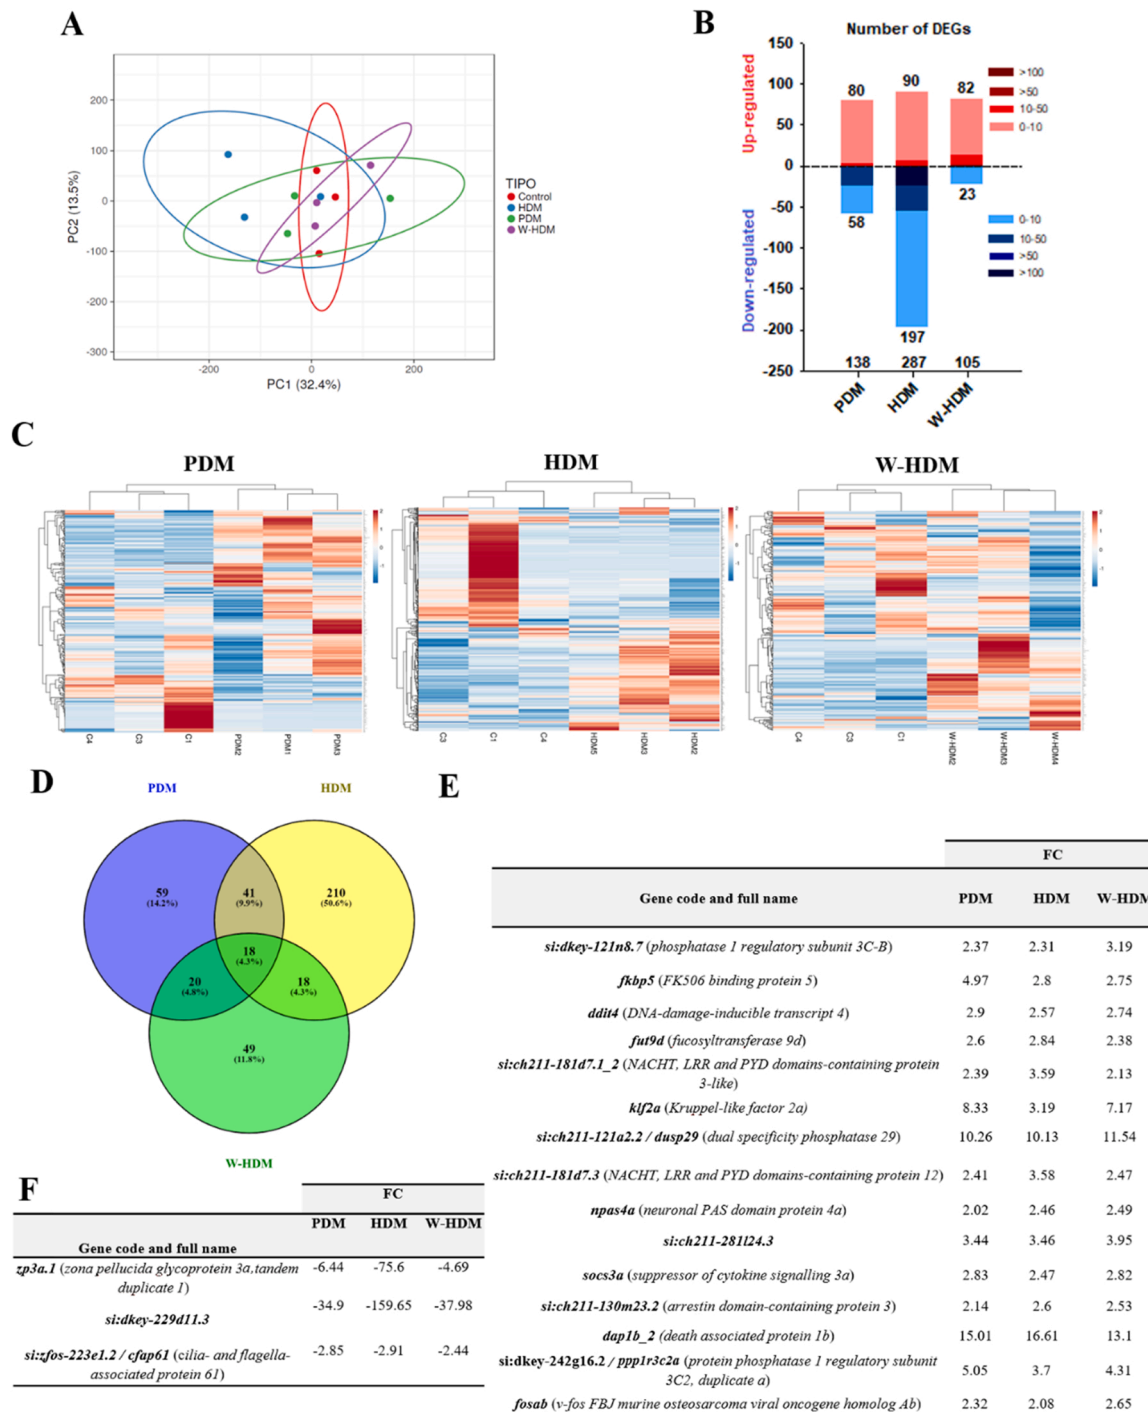 A
200
100
0
-100
-200
-300
-200
0
200
PC2 (13.5%)
PC1 (32.4%)
TIPO
Control
HDM
PDM
W-HDM
B
Number of DEGs
Up-regulated
Down-regulated
150
100
50
0
-50
-100
-150
-200
-250
80
90
82
58
197
23
138
287
105
PDM
HDM
W-HDM
>100
>50
10-50
0-10
0-10
10-50
>50
>100
C
PDM
HDM
W-HDM
C4
C3
C1
PDM2
PDM1
PDM3
C3
C1
C4
HDM5
HDM3
HDM2
C4
C3
C1
W-HDM2
W-HDM3
W-HDM4
D
PDM
HDM
59
(14.2%)
41
(9.9%)
210
(50.6%)
18
(4.3%)
20
(4.8%)
18
(4.3%)
49
(11.8%)
W-HDM
E
FC
Gene code and full name PDM HDM W-HDM
si:dkey-121n8.7 (phosphatase 1 regulatory subunit 3C-B) 2.37 2.31 3.19
fkbp5 (FK506 binding protein 5) 4.97 2.8 2.75
ddit4 (DNA-damage-inducible transcript 4) 2.9 2.57 2.74
fut9d (fucosyltransferase 9d) 2.6 2.84 2.38
si:ch211-181d7.1_2 (NACHT, LRR and PYD domains-containing protein
3-like) 2.39 3.59 2.13
klf2a (Kruppel-like factor 2a) 8.33 3.19 7.17
si:ch211-121a2.2 / dusp29 (dual specificity phosphatase 29) 10.26 10.13 11.54
si:ch211-181d7.3 (NACHT, LRR and PYD domains-containing protein 12) 2.41 3.58 2.47
npas4a (neuronal PAS domain protein 4a) 2.02 2.46 2.49
si:ch211-281l24.3 3.44 3.46 3.95
socs3a (suppressor of cytokine signalling 3a) 2.83 2.47 2.82
si:ch211-130m23.2 (arrestin domain-containing protein 3) 2.14 2.6 2.53
dap1b_2 (death associated protein 1b) 15.01 16.61 13.1
si:dkey-242g16.2 / ppp1r3c2a (protein phosphatase 1 regulatory subunit
3C2, duplicate a) 5.05 3.7 4.31
fosab (v-fos FBJ murine osteosarcoma viral oncogene homolog Ab) 2.32 2.08 2.65
F
FC
PDM HDM W-HDM
Gene code and full name
zp3a.1 (zona pellucida glycoprotein 3a,tandem -6.44 -75.6 -4.69
duplicate 1)
si:dkey-229d11.3 -34.9 -159.65 -37.98
si:zfos-223e1.2 / cfap61 (cilia- and flagella- -2.85 -2.91 -2.44
associated protein 61)